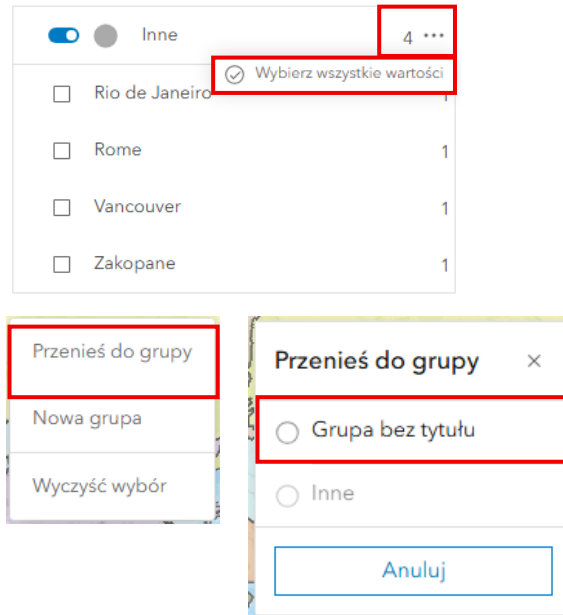 Inne 4 ...
Wybierz wszystkie wartości
Rio de Janeiro 1
Rome 1
Vancouver 1
Zakopane 1
Przenieś do grupy
Nowa grupa
Wyczyść wybór
Przenieś do grupy ×
Grupa bez tytułu
Inne
Anuluj